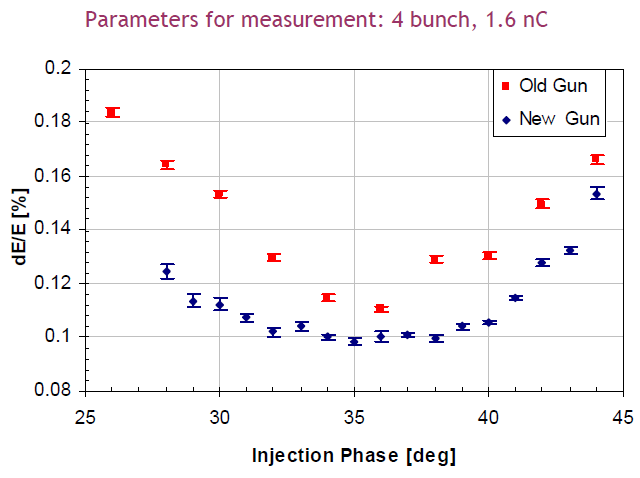 Parameters for measurement: 4 bunch, 1.6 nC
0.2
0.18
0.16
0.14
0.12
0.1
0.08
dE/E [%]
Old Gun
New Gun
25 30 35 40 45
Injection Phase [deg]